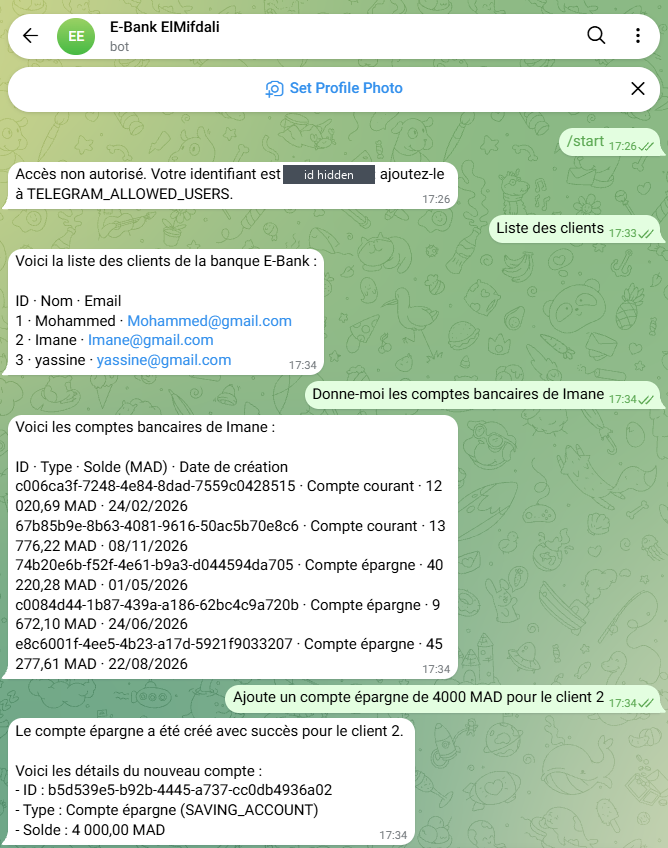 E-Bank ElMifdali
EE
bot
Set Profile Photo
/start 17:26
Accès non autorisé. Votre identifiant est id hidden ajoutez-le
à TELEGRAM_ALLOWED_USERS.
17:26
Liste des clients 17:33
Voici la liste des clients de la banque E-Bank :
ID · Nom · Email
1 · Mohammed · Mohammed@gmail.com
2 · Imane · Imane@gmail.com
3 · yassine · yassine@gmail.com
17:34
Donne-moi les comptes bancaires de Imane 17:34
Voici les comptes bancaires de Imane :
ID · Type · Solde (MAD) · Date de création
c006ca3f-7248-4e84-8dad-7559c0428515 · Compte courant · 12
020,69 MAD · 24/02/2026
67b85b9e-8b63-4081-9616-50ac5b70e8c6 · Compte courant · 13
776,22 MAD · 08/11/2026
74b20e6b-f52f-4e61-b9a3-d044594da705 · Compte épargne · 40
220,28 MAD · 01/05/2026
c0084d44-1b87-439a-a186-62bc4c9a720b · Compte épargne · 9
672,10 MAD · 24/06/2026
e8c6001f-4ee5-4b23-a17d-5921f9033207 · Compte épargne · 45
277,61 MAD · 22/08/2026
17:34
Ajoute un compte épargne de 4000 MAD pour le client 2 17:34
Le compte épargne a été créé avec succès pour le client 2.
Voici les détails du nouveau compte :
- ID : b5d539e5-b92b-4445-a737-cc0db4936a02
- Type : Compte épargne (SAVING_ACCOUNT)
- Solde : 4 000,00 MAD
17:34